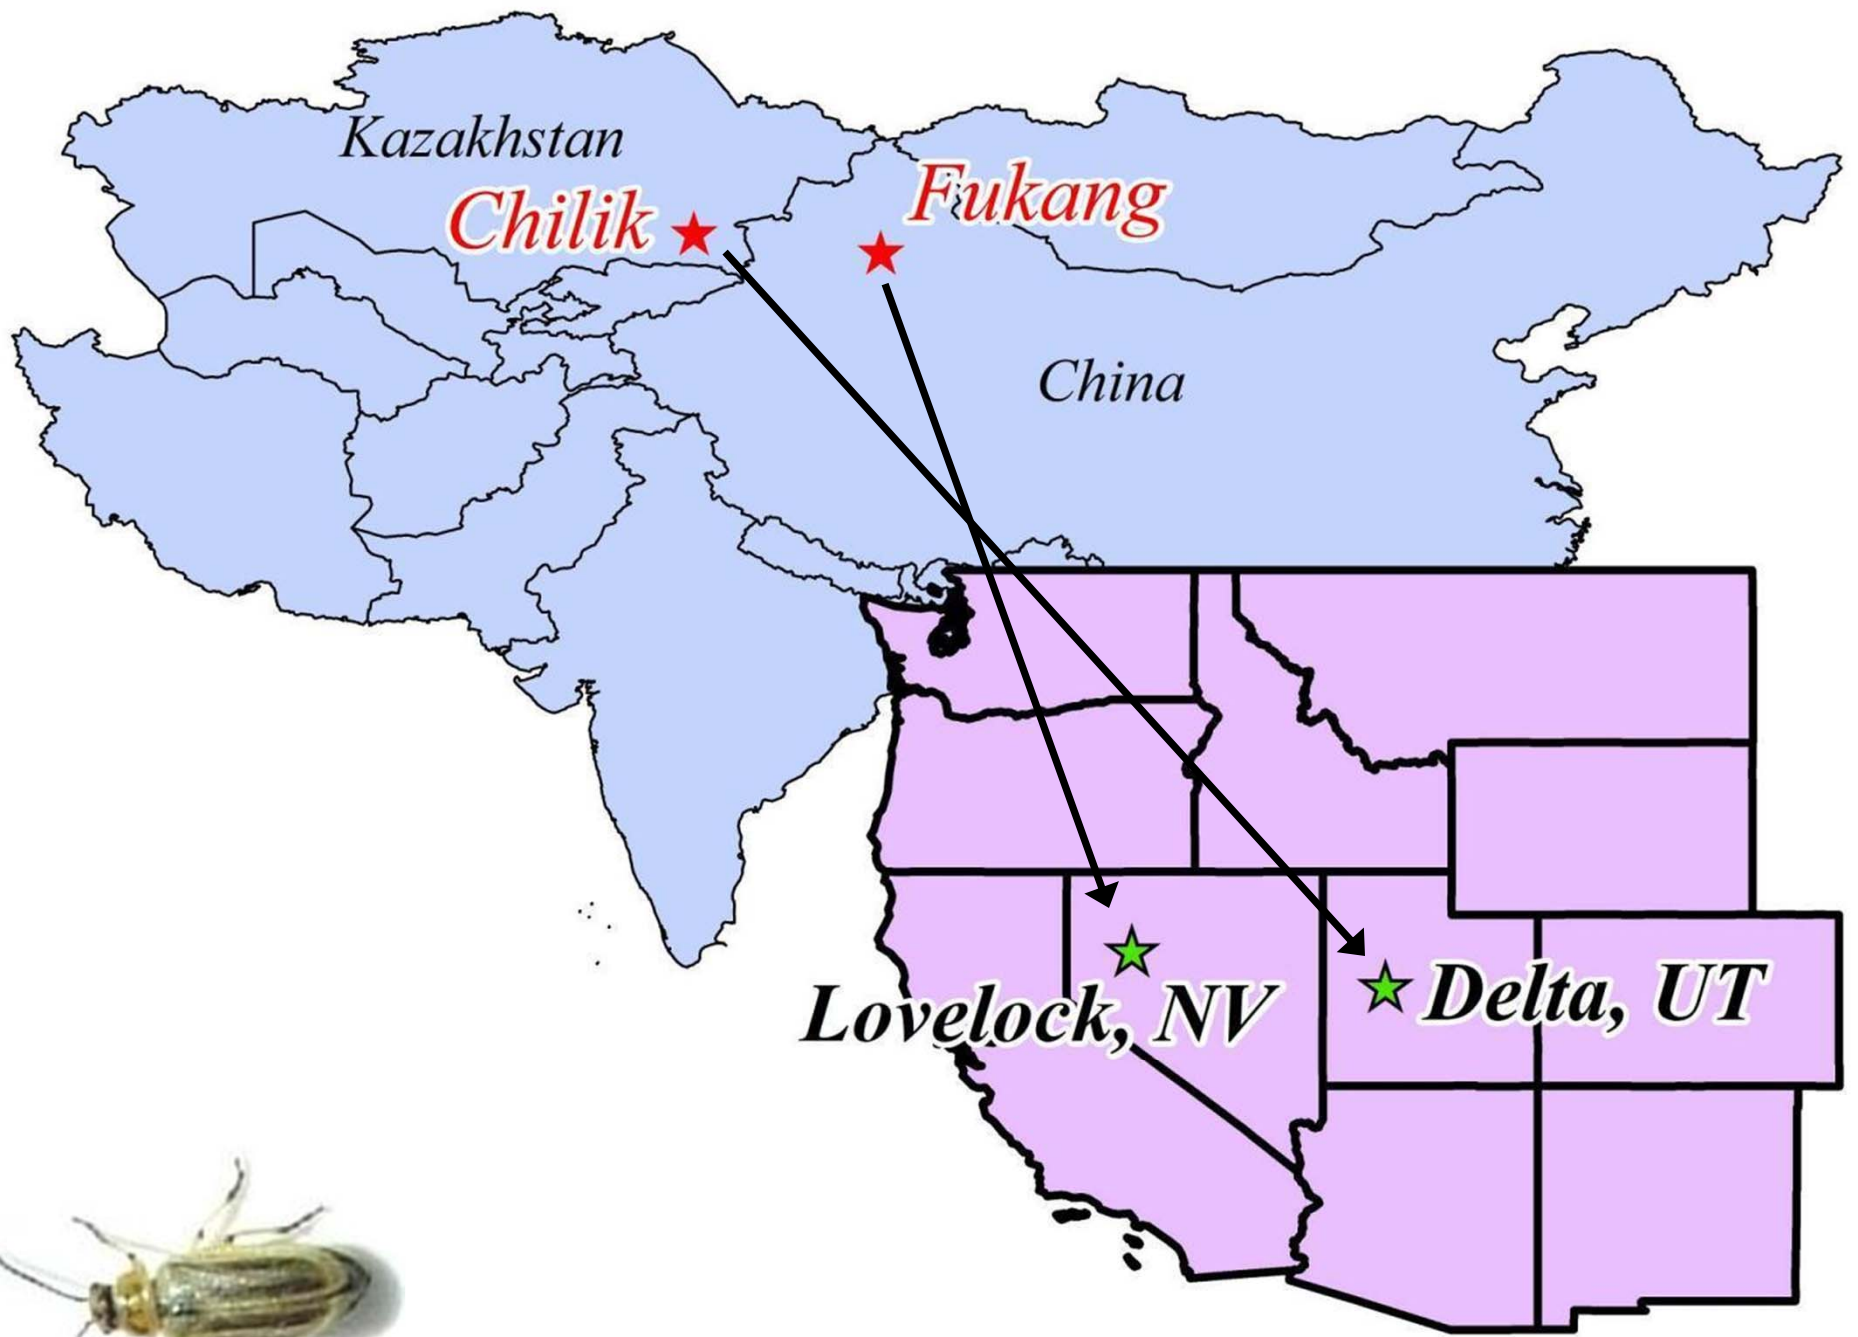 Kazakhstan
Fukang
Chilik
China
Delta, UT
Lovelock, NV